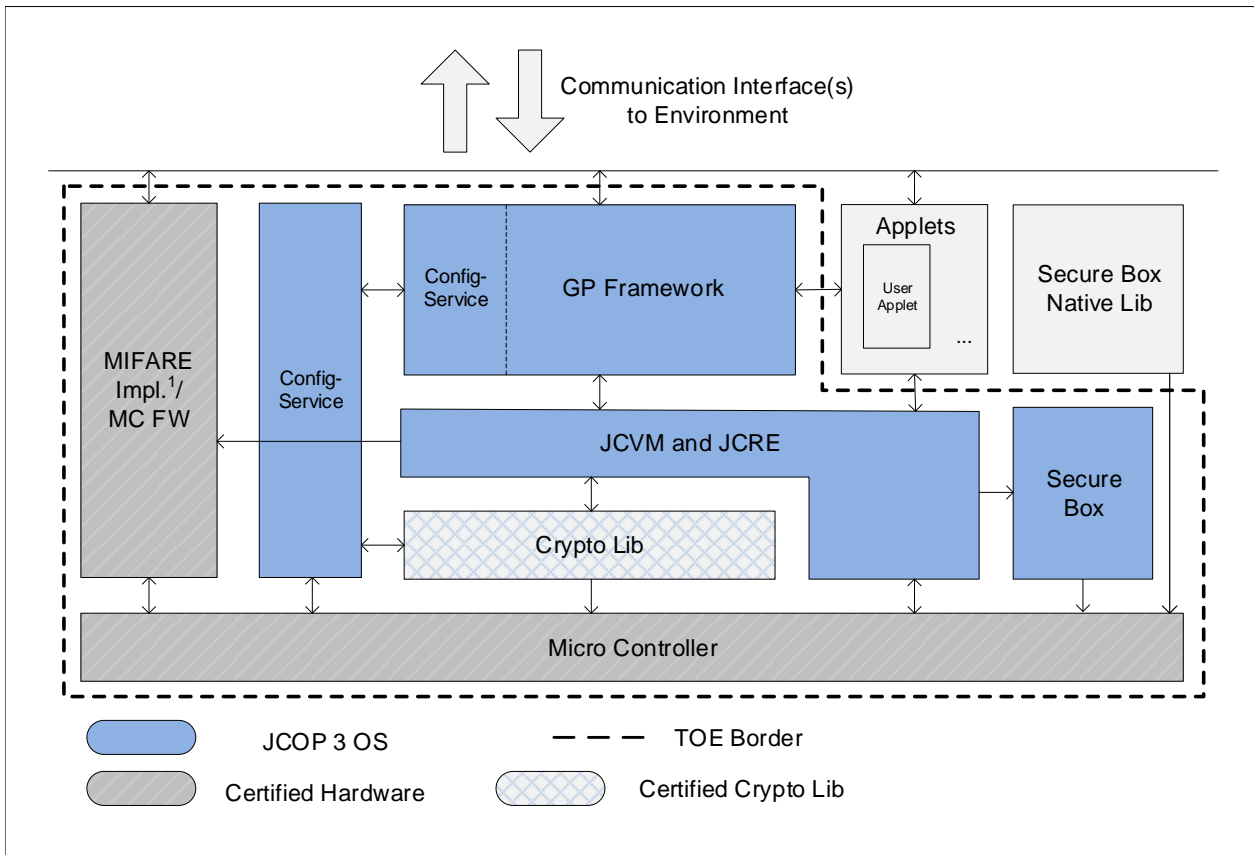 Communication Interface(s)
to Environment
MIFARE
Impl.1/
MC FW
Config-
Service
Config-
Service
GP Framework
Applets
User
Applet
...
Secure Box
Native Lib
JCVM and JCRE
Secure
Box
Crypto Lib
Micro Controller
JCOP 3 OS
TOE Border
Certified Hardware
Certified Crypto Lib